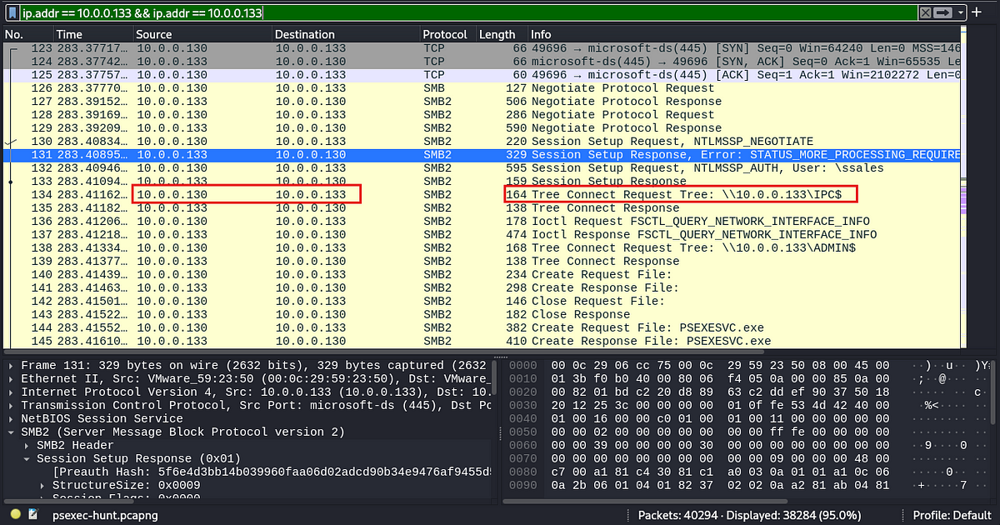 ip.addr == 10.0.0.133 && ip.addr == 10.0.0.133
No. Time Source Destination Protocol Length Info
123 283.37717… 10.0.0.130 10.0.0.133 TCP 66 49696 → microsoft-ds(445) [SYN] Seq=0 Win=64240 Len=0 MSS=146
124 283.37742… 10.0.0.133 10.0.0.130 TCP 66 microsoft-ds(445) → 49696 [SYN, ACK] Seq=0 Ack=1 Win=65535 Le
125 283.37757… 10.0.0.130 10.0.0.133 TCP 60 49696 → microsoft-ds(445) [ACK] Seq=1 Ack=1 Win=2102272 Len=0
126 283.37770… 10.0.0.130 10.0.0.133 SMB 127 Negotiate Protocol Request
127 283.39152… 10.0.0.133 10.0.0.130 SMB2 506 Negotiate Protocol Response
128 283.39169… 10.0.0.130 10.0.0.133 SMB2 286 Negotiate Protocol Request
129 283.39209… 10.0.0.133 10.0.0.130 SMB2 590 Negotiate Protocol Response
130 283.40834… 10.0.0.130 10.0.0.133 SMB2 220 Session Setup Request, NTLMSSP_NEGOTIATE
131 283.40895… 10.0.0.133 10.0.0.130 SMB2 329 Session Setup Response, Error: STATUS_MORE_PROCESSING_REQUIRE
132 283.40946… 10.0.0.130 10.0.0.133 SMB2 595 Session Setup Request, NTLMSSP_AUTH, User: \ssales
133 283.41094… 10.0.0.133 10.0.0.130 SMB2 159 Session Setup Response
134 283.41162… 10.0.0.130 10.0.0.133 SMB2 164 Tree Connect Request Tree: \\10.0.0.133\IPC$
135 283.41182… 10.0.0.133 10.0.0.130 SMB2 138 Tree Connect Response
136 283.41206… 10.0.0.130 10.0.0.133 SMB2 178 Ioctl Request FSCTL_QUERY_NETWORK_INTERFACE_INFO
137 283.41218… 10.0.0.133 10.0.0.130 SMB2 474 Ioctl Response FSCTL_QUERY_NETWORK_INTERFACE_INFO
138 283.41334… 10.0.0.130 10.0.0.133 SMB2 168 Tree Connect Request Tree: \\10.0.0.133\ADMIN$
139 283.41377… 10.0.0.133 10.0.0.130 SMB2 138 Tree Connect Response
140 283.41439… 10.0.0.130 10.0.0.133 SMB2 234 Create Request File:
141 283.41463… 10.0.0.133 10.0.0.130 SMB2 298 Create Response File:
142 283.41501… 10.0.0.130 10.0.0.133 SMB2 146 Close Request File:
143 283.41522… 10.0.0.133 10.0.0.130 SMB2 182 Close Response
144 283.41552… 10.0.0.130 10.0.0.133 SMB2 382 Create Request File: PSEXESVC.exe
145 283.41610… 10.0.0.133 10.0.0.130 SMB2 410 Create Response File: PSEXESVC.exe
Frame 131: 329 bytes on wire (2632 bits), 329 bytes captured (2632
Ethernet II, Src: VMware_59:23:50 (00:0c:29:59:23:50), Dst: VMware_
Internet Protocol Version 4, Src: 10.0.0.133 (10.0.0.133), Dst: 10.
Transmission Control Protocol, Src Port: microsoft-ds (445), Dst Po
NetBIOS Session Service
SMB2 (Server Message Block Protocol version 2)
SMB2 Header
Session Setup Response (0x01)
[Preauth Hash: 5f6e4d3bb14b039960faa06d02adcd90b34e9476af9455d5
StructureSize: 0x0009
Session Flags: 0x0000
0000 00 0c 29 06 cc 75 00 0c 29 59 23 50 08 00 45 00 ··)··u·· )Y
0010 01 3b f0 b0 40 00 80 06 f4 05 0a 00 00 85 0a 00 ·;··@···
0020 00 82 01 bd c2 20 d8 89 63 c2 dd ef 90 37 50 18 c
0030 20 12 25 3c 00 00 00 00 01 0f fe 53 4d 42 40 00 %<
0040 01 00 16 00 00 c0 01 00 01 00 11 00 00 00 00 00
0050 00 00 02 00 00 00 00 00 00 00 ff fe 00 00 00 00
0060 00 00 39 00 00 00 00 30 00 00 00 00 00 00 00 00 ··9····0
0070 00 00 00 00 00 00 00 00 00 00 09 00 00 00 48 00
0080 c7 00 a1 81 c4 30 81 c1 a0 03 0a 01 01 a1 0c 06 ·····0··
0090 0a 2b 06 01 04 01 82 37 02 02 0a a2 81 ab 04 81 ·+·····7
psexec-hunt.pcapng
Packets: 40294 · Displayed: 38284 (95.0%)
Profile: Default